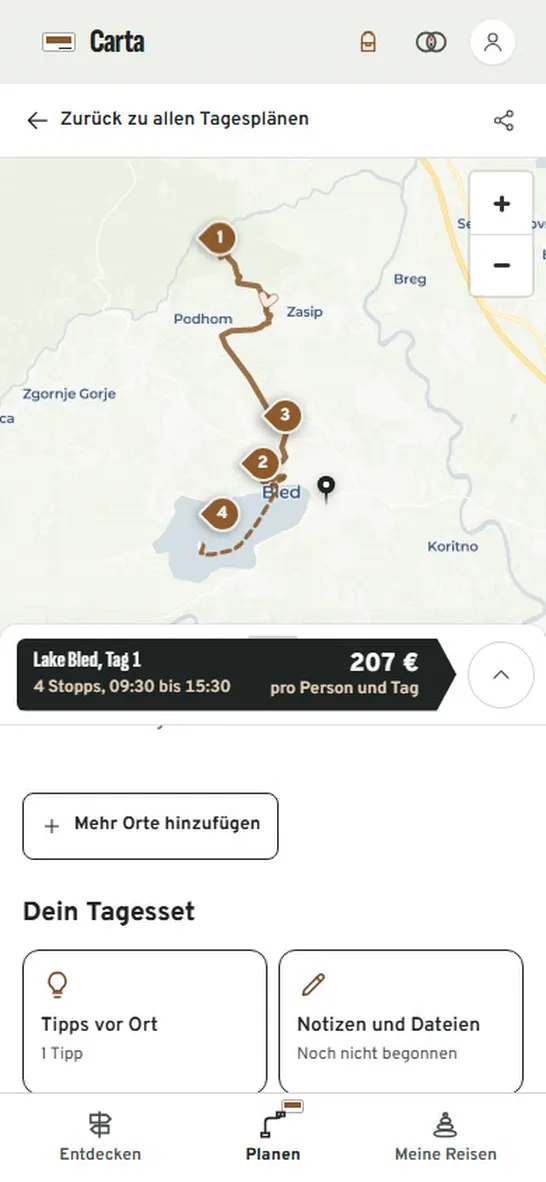 Carta
Zurück zu allen Tagesplänen
+
−
1
Breg
Podhom
Zasip
Zgornje Gorje
ca
3
2
Bled
4
Koritno
Lake Bled, Tag 1
207 €
4 Stopps, 09:30 bis 15:30
pro Person und Tag
+ Mehr Orte hinzufügen
Dein Tagesset
Tipps vor Ort
1 Tipp
Notizen und Dateien
Noch nicht begonnen
Entdecken
Planen
Meine Reisen